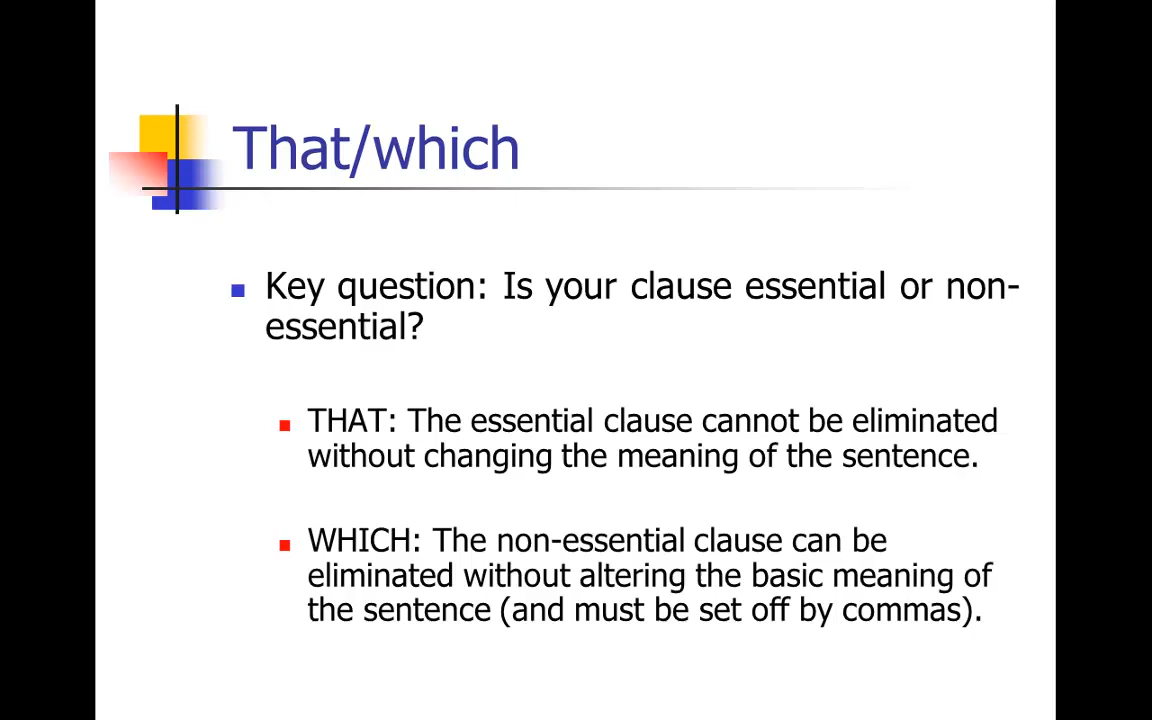 That/which
Key question: Is your clause essential or non-
essential?
THAT: The essential clause cannot be eliminated
without changing the meaning of the sentence.
WHICH: The non-essential clause can be
eliminated without altering the basic meaning of
the sentence (and must be set off by commas).